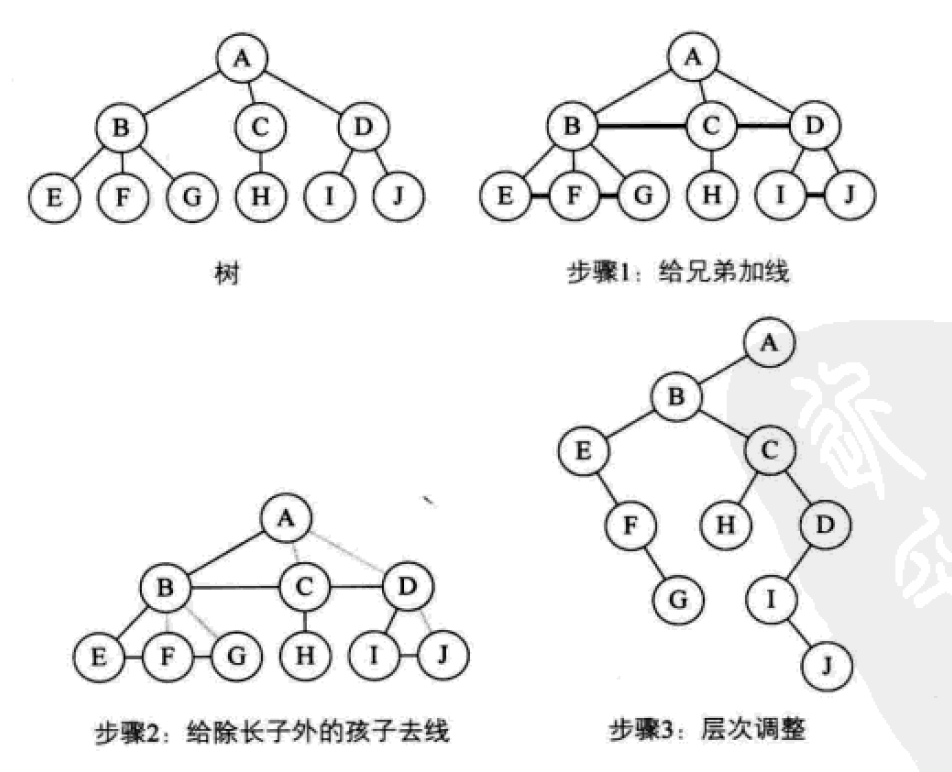 A
B C D
E F G H I J
树
A
B C D
E F G H I J
步骤1：给兄弟加线
A
B C D
E F G H I J
步骤2：给除长子外的孩子去线
A
B
E C
F H D
G I
J
步骤3：层次调整